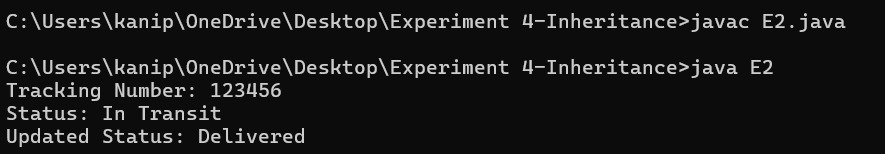 C:\Users\kanip\OneDrive\Desktop\Experiment 4-Inheritance>javac E2.java
C:\Users\kanip\OneDrive\Desktop\Experiment 4-Inheritance>java E2
Tracking Number: 123456
Status: In Transit
Updated Status: Delivered